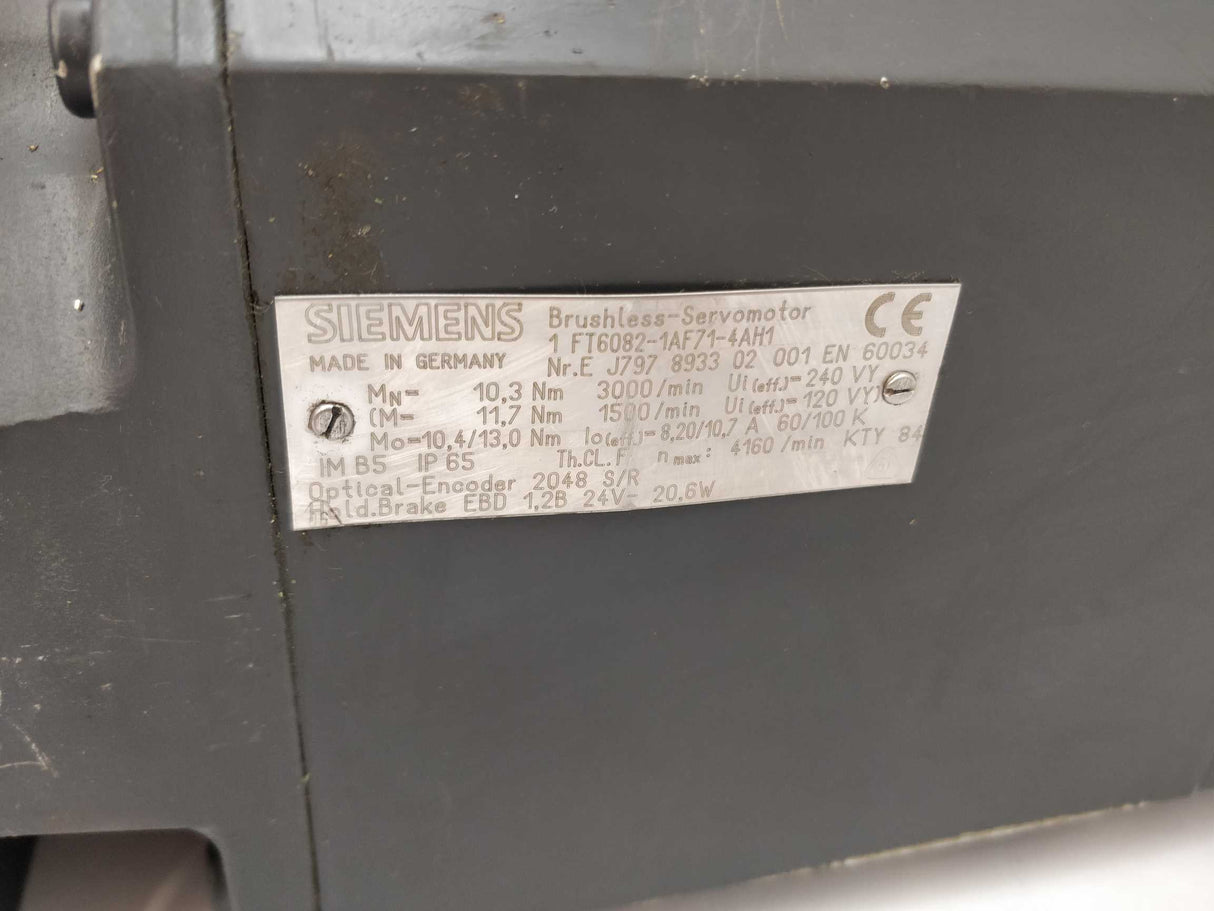 SIEMENS Brushless-Servomotor CE
1 FT6082-1AF71-4AH1
MADE IN GERMANY Nr.E J797 8933 02 001 EN 60034
MN= 10,3 Nm 3000/min Ui(eff.)=240 VY
(M= 11,7 Nm 1500/min Ui(eff.)=120 VY)
Mo=10,4/13,0 Nm Io(eff.)=8,20/10,7 A 60/100 K
IM B5 IP 65 Th.CL.F nmax: 4160 /min KTY 84
Optical-Encoder 2048 S/R
Hold.Brake EBD 1,2B 24V- 20,6W